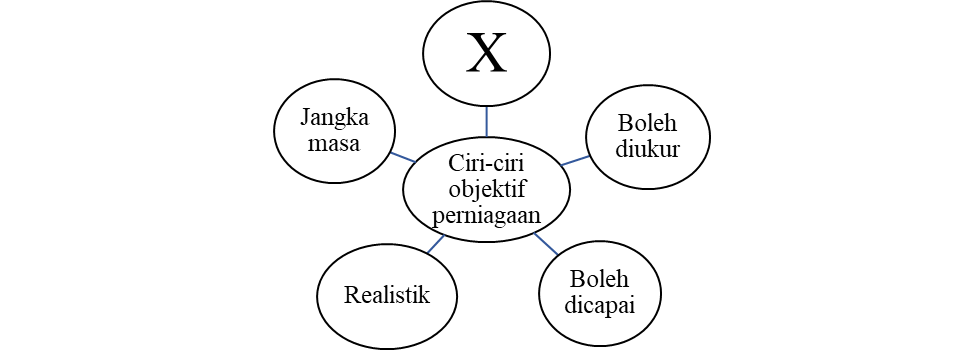 X
Jangka
masa
Boleh
diukur
Ciri-ciri
objektif
perniagaan
Realistik
Boleh
dicapai